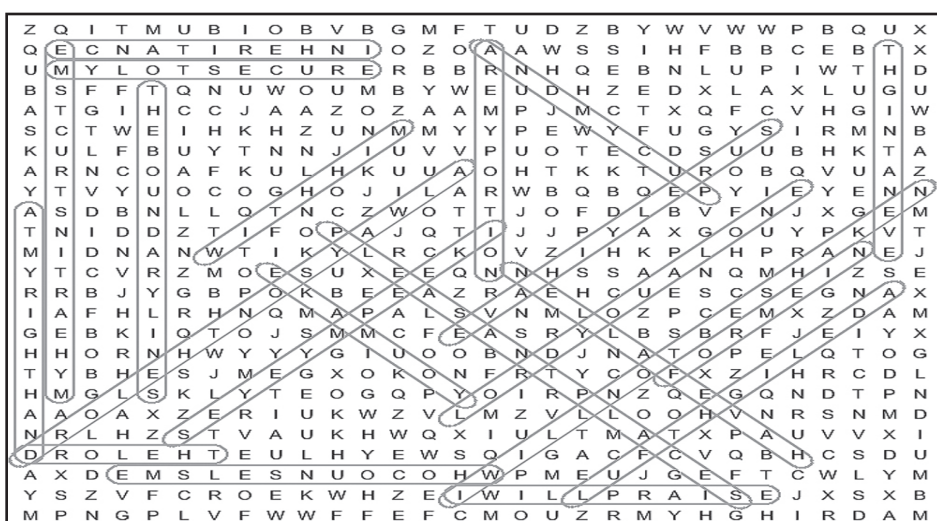 Z Q I T M U B I O B V B G M F T U D Z B Y W V W W P B Q U X
Q E C N A T I R E H N I O Z O A A W S S I H F B B C E B T X
U M Y L O T S E C U R E R B B R N H Q E B N L U P I W T H D
B S F F T Q N U W O U M B Y W E U D H Z E D X L A X L U G U
A T G I H C C J A A Z O Z A A M P J M C T X Q F C V H G I W
S C T W E I H K H Z U N M M Y Y P E W Y F U G Y S I R M N B
K U L F B U Y T N N J I U V V P U O T E C D S U U B H K T A
A R N C O A F K U L H K U U A O H T K K T U R O B Q V U A Z
Y T V Y U O C O G H O J I L A R W B Q B Q E P Y I E Y E N N
A S D B N L L Q T N C Z W O T T J O F D L B V F N J X G E M
T N I D D Z T I F O P A J Q T I J J P Y A X G O U Y P K V T
M I D N A N W T I K Y L R C K O V Z I H K P L H P R A N E J
Y T C V R Z M O E S U X E E Q N N H S S A A N Q M H I Z S E
R R B J Y G B P O K B E E A Z R A E H C U E S C S E G N A X
I A F H L R H N Q M A P A L S V N M L O Z P C E M X Z D A M
G E B K I Q T O J S M M C F E A S R Y L B S B R F J E I Y X
H H O R N H W Y Y Y G I U O O B N D J N A T O P E L Q T O G
T Y B H E S J M E G X O K O N F R T Y C O F X Z I H R C D L
H M G L S K L Y T E O G Q P Y O I R P N Z Q E G Q N D T P N
A A O A X Z E R I U K W Z V L M Z V L L O O H V N R S N M D
N R L H Z S T V A U K H W Q X I U L T M A T X P A U V V X I
D R O L E H T E U L H Y E W S Q I G A C F C V Q B H C S D U
A X D E M S L E S N U O C O H W P M E U J G E F T C W L Y M
Y S Z V F C R O E K W H Z E I W I L L P R A I S E J X S X B
M P N G P L V F W W F F E F C M O U Z R M Y H G H I R D A M